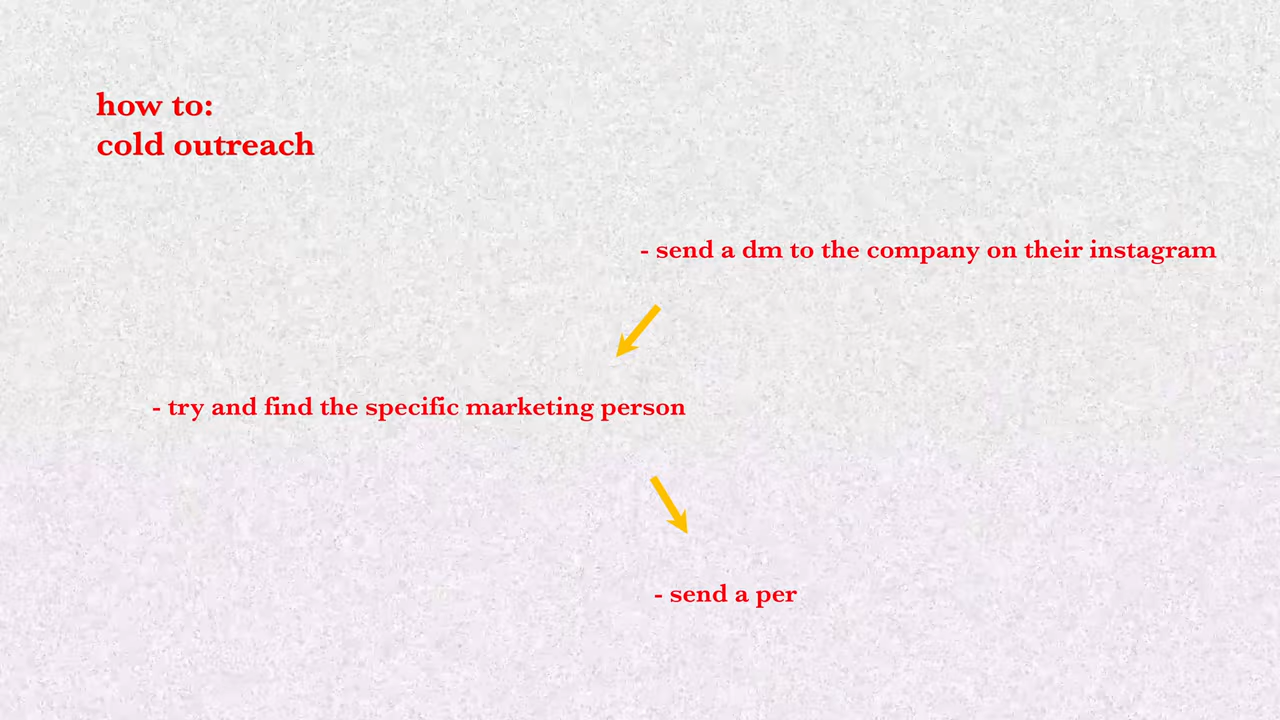 how to:
cold outreach
- send a dm to the company on their instagram
- try and find the specific marketing person
- send a per